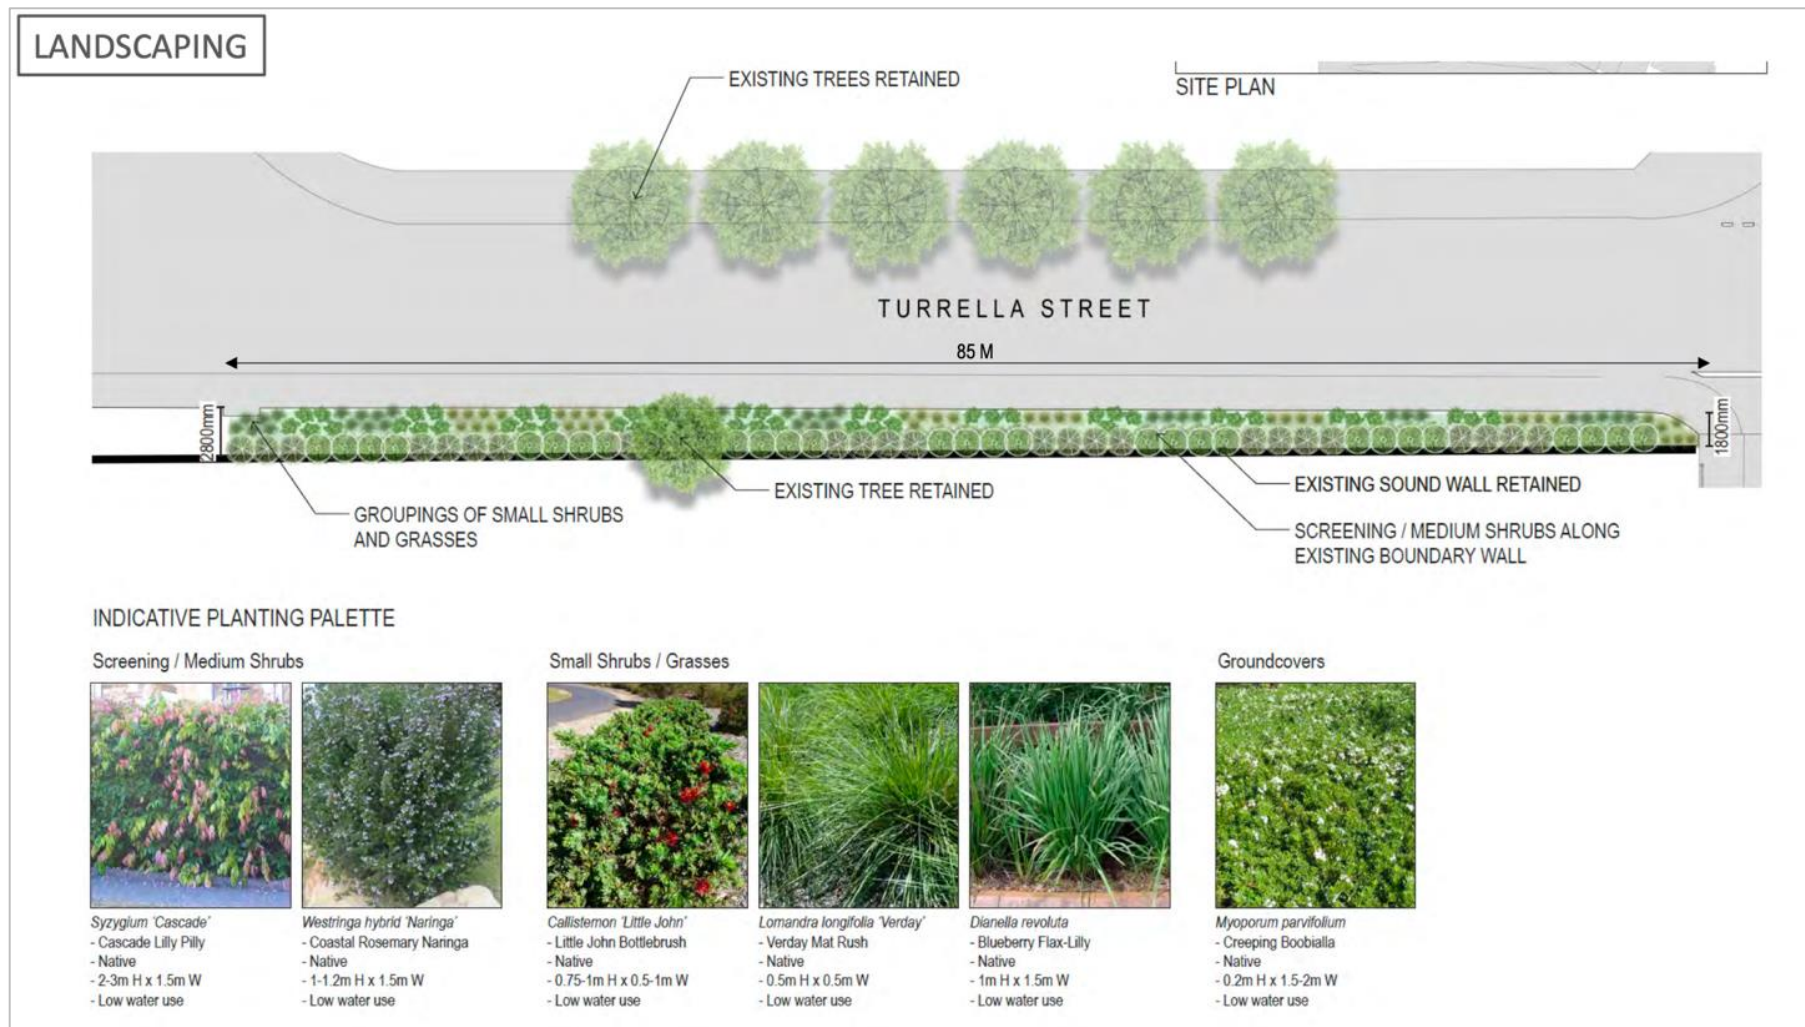 LANDSCAPING
EXISTING TREES RETAINED
SITE PLAN
TURRELLA STREET
85 M
2800mm
1800mm
EXISTING TREE RETAINED
EXISTING SOUND WALL RETAINED
GROUPINGS OF SMALL SHRUBS
AND GRASSES
SCREENING / MEDIUM SHRUBS ALONG
EXISTING BOUNDARY WALL
INDICATIVE PLANTING PALETTE
Screening / Medium Shrubs
Small Shrubs / Grasses
Groundcovers
Syzygium 'Cascade'
- Cascade Lilly Pilly
- Native
- 2-3m H x 1.5m W
- Low water use
Westringa hybrid 'Naringa'
- Coastal Rosemary Naringa
- Native
- 1-1.2m H x 1.5m W
- Low water use
Callistemon 'Little John'
- Little John Bottlebrush
- Native
- 0.75-1m H x 0.5-1m W
- Low water use
Lomandra longifolia 'Verday'
- Verday Mat Rush
- Native
- 0.5m H x 0.5m W
- Low water use
Dianella revoluta
- Blueberry Flax-Lilly
- Native
- 1m H x 1.5m W
- Low water use
Myoporum parvifolium
- Creeping Boobialla
- Native
- 0.2m H x 1.5-2m W
- Low water use